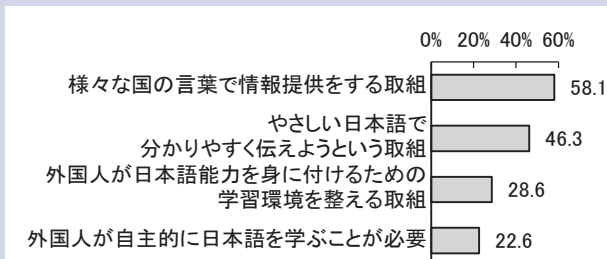 0% 20% 40% 60%
様々な国の言葉で情報提供をする取組 58.1
やさしい日本語で
分かりやすく伝えようという取組 46.3
外国人が日本語能力を身に付けるための
学習環境を整える取組 28.6
外国人が自主的に日本語を学ぶことが必要 22.6